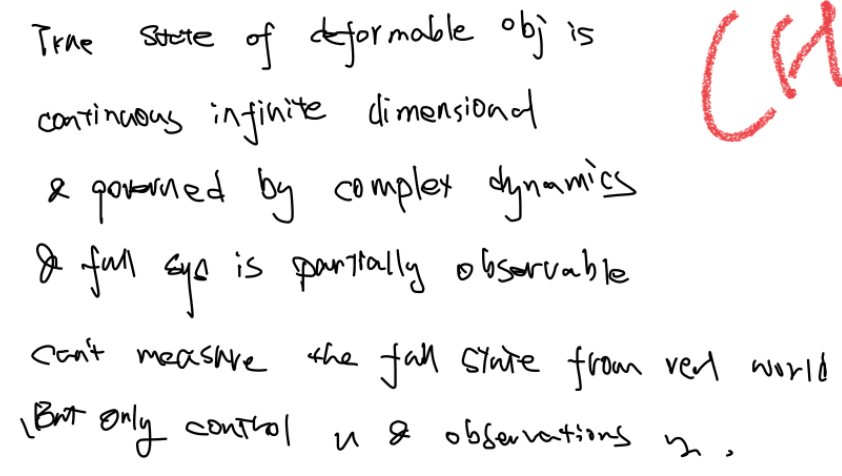 True state of deformable obj is
continuous infinite dimensional
& governed by complex dynamics
& full sys is partially observable
can't measure the full state from real world
But only control u & observations y.